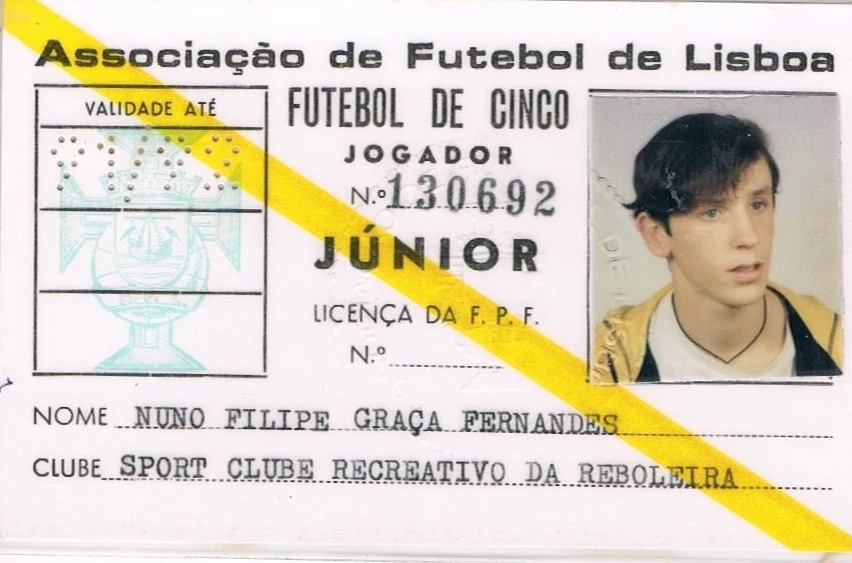 Associação de Futebol de Lisboa
VALIDADE ATÉ
FUTEBOL DE CINCO
JOGADOR
N.º 130692
JÚNIOR
LICENÇA DA F. P. F.
N.º
NOME NUNO FILIPE GRAÇA FERNANDES
CLUBE SPORT CLUBE RECREATIVO DA REBOLEIRA